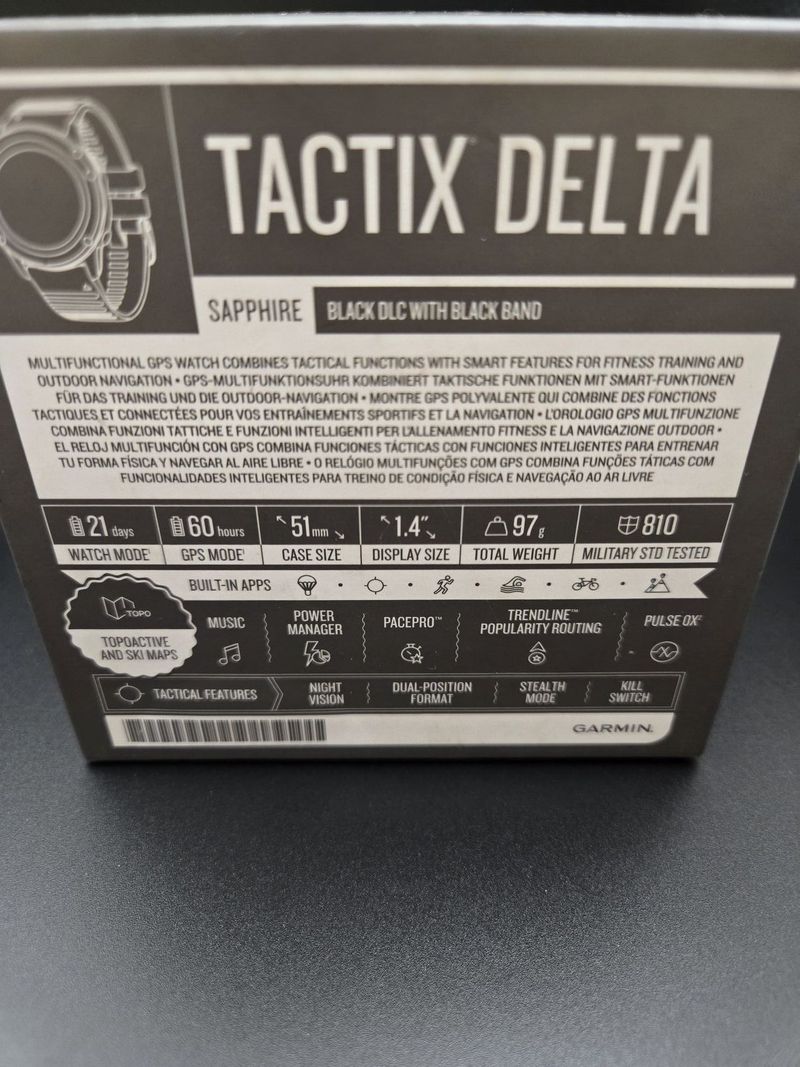 TACTIX DELTA
SAPPHIRE
BLACK DLC WITH BLACK BAND
MULTIFUNCTIONAL GPS WATCH COMBINES TACTICAL FUNCTIONS WITH SMART FEATURES FOR FITNESS TRAINING AND
OUTDOOR NAVIGATION • GPS-MULTIFUNKTIONSUHR KOMBINIERT TAKTISCHE FUNKTIONEN MIT SMART-FUNKTIONEN
FÜR DAS TRAINING UND DIE OUTDOOR-NAVIGATION • MONTRE GPS POLYVALENTE QUI COMBINE DES FONCTIONS
TACTIQUES ET CONNECTÉES POUR VOS ENTRAÎNEMENTS SPORTIFS ET LA NAVIGATION • L'OROLOGIO GPS MULTIFUNZIONE
COMBINA FUNZIONI TATTICHE E FUNZIONI INTELLIGENTI PER L'ALLENAMENTO FITNESS E LA NAVIGAZIONE OUTDOOR •
EL RELOJ MULTIFUNCIÓN CON GPS COMBINA FUNCIONES TÁCTICAS CON FUNCIONES INTELIGENTES PARA ENTRENAR
TU FORMA FÍSICA Y NAVEGAR AL AIRE LIBRE • O RELÓGIO MULTIFUNÇÕES COM GPS COMBINA FUNÇÕES TÁTICAS COM
FUNCIONALIDADES INTELIGENTES PARA TREINO DE CONDIÇÃO FÍSICA E NAVEGAÇÃO AO AR LIVRE
21 days
WATCH MODE¹
60 hours
GPS MODE¹
51mm
CASE SIZE
1.4"
DISPLAY SIZE
97g
TOTAL WEIGHT
810
MILITARY STD TESTED
BUILT-IN APPS
TOPO
TOPOACTIVE
AND SKI MAPS
MUSIC
POWER
MANAGER
PACEPRO™
TRENDLINE™
POPULARITY ROUTING
PULSE OX²
TACTICAL FEATURES
NIGHT
VISION
DUAL-POSITION
FORMAT
STEALTH
MODE
KILL
SWITCH
GARMIN.